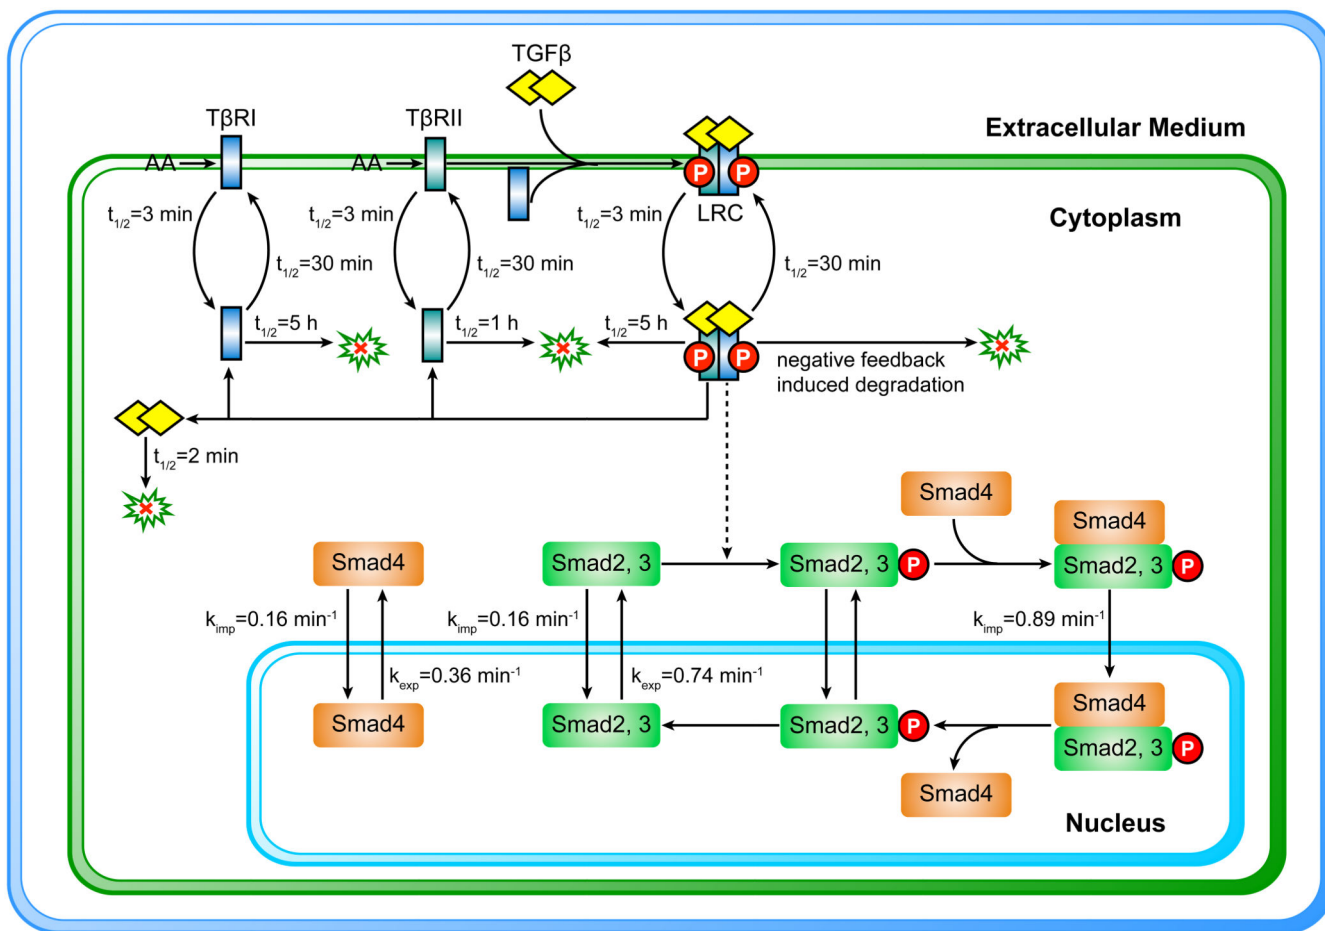 TGFβ
TβRI
TβRII
Extracellular Medium
AA
AA
P
P
LRC
Cytoplasm
t1/2=3 min
t1/2=3 min
t1/2=3 min
t1/2=30 min
t1/2=30 min
t1/2=30 min
t1/2=5 h
t1/2=1 h
t1/2=5 h
P
P
negative feedback
induced degradation
t1/2=2 min
Smad4
Smad4
Smad4
Smad2, 3
Smad2, 3
P
Smad2, 3
P
kimp=0.16 min-1
kimp=0.16 min-1
kimp=0.89 min-1
kexp=0.36 min-1
kexp=0.74 min-1
Smad4
Smad4
Smad2, 3
Smad2, 3
P
Smad2, 3
P
Smad4
Nucleus